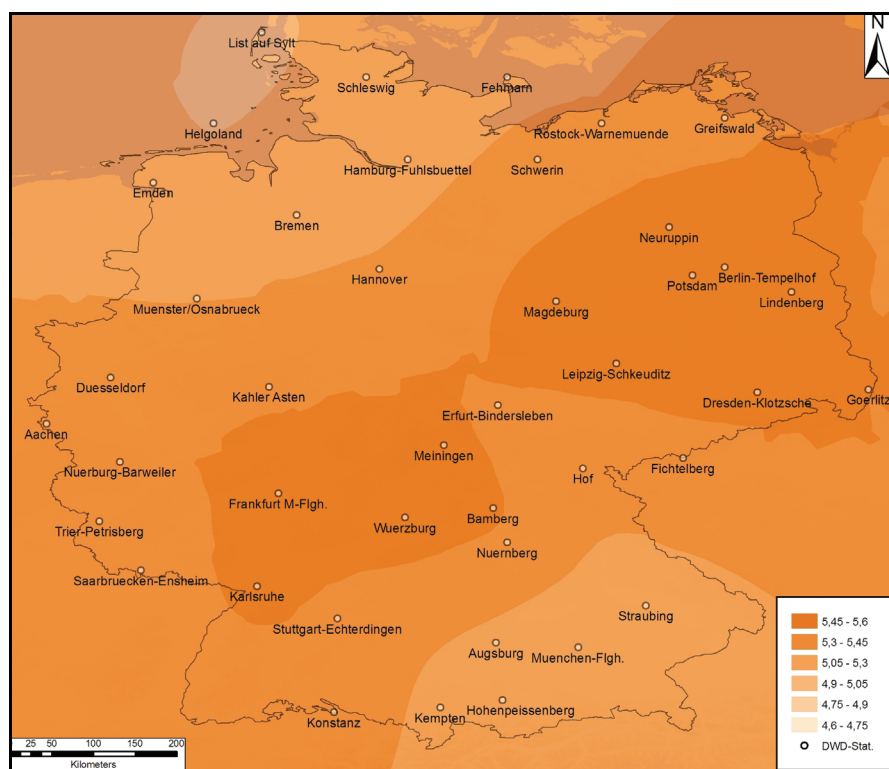 N
List auf Sylt
Schleswig
Fehmarn
Helgoland
Rostock-Warnemuende
Greifswald
Hamburg-Fuhlsbuettel
Schwerin
Emden
Bremen
Neuruppin
Hannover
Berlin-Tempelhof
Potsdam
Lindenberg
Muenster/Osnabrueck
Magdeburg
Leipzig-Schkeuditz
Duesseldorf
Kahler Asten
Dresden-Klotzsche
Goerlitz
Erfurt-Bindersleben
Aachen
Meiningen
Nuerburg-Barweiler
Fichtelberg
Hof
Frankfurt M-Flgh.
Bamberg
Trier-Petrisberg
Wuerzburg
Nuernberg
Saarbruecken-Ensheim
Karlsruhe
Straubing
Stuttgart-Echterdingen
Augsburg
Muenchen-Flgh.
Hohenpeissenberg
Konstanz
Kempten
5,45 - 5,6
5,3 - 5,45
5,05 - 5,3
4,9 - 5,05
4,75 - 4,9
4,6 - 4,75
DWD-Stat.
25 50 100 150 200
Kilometers